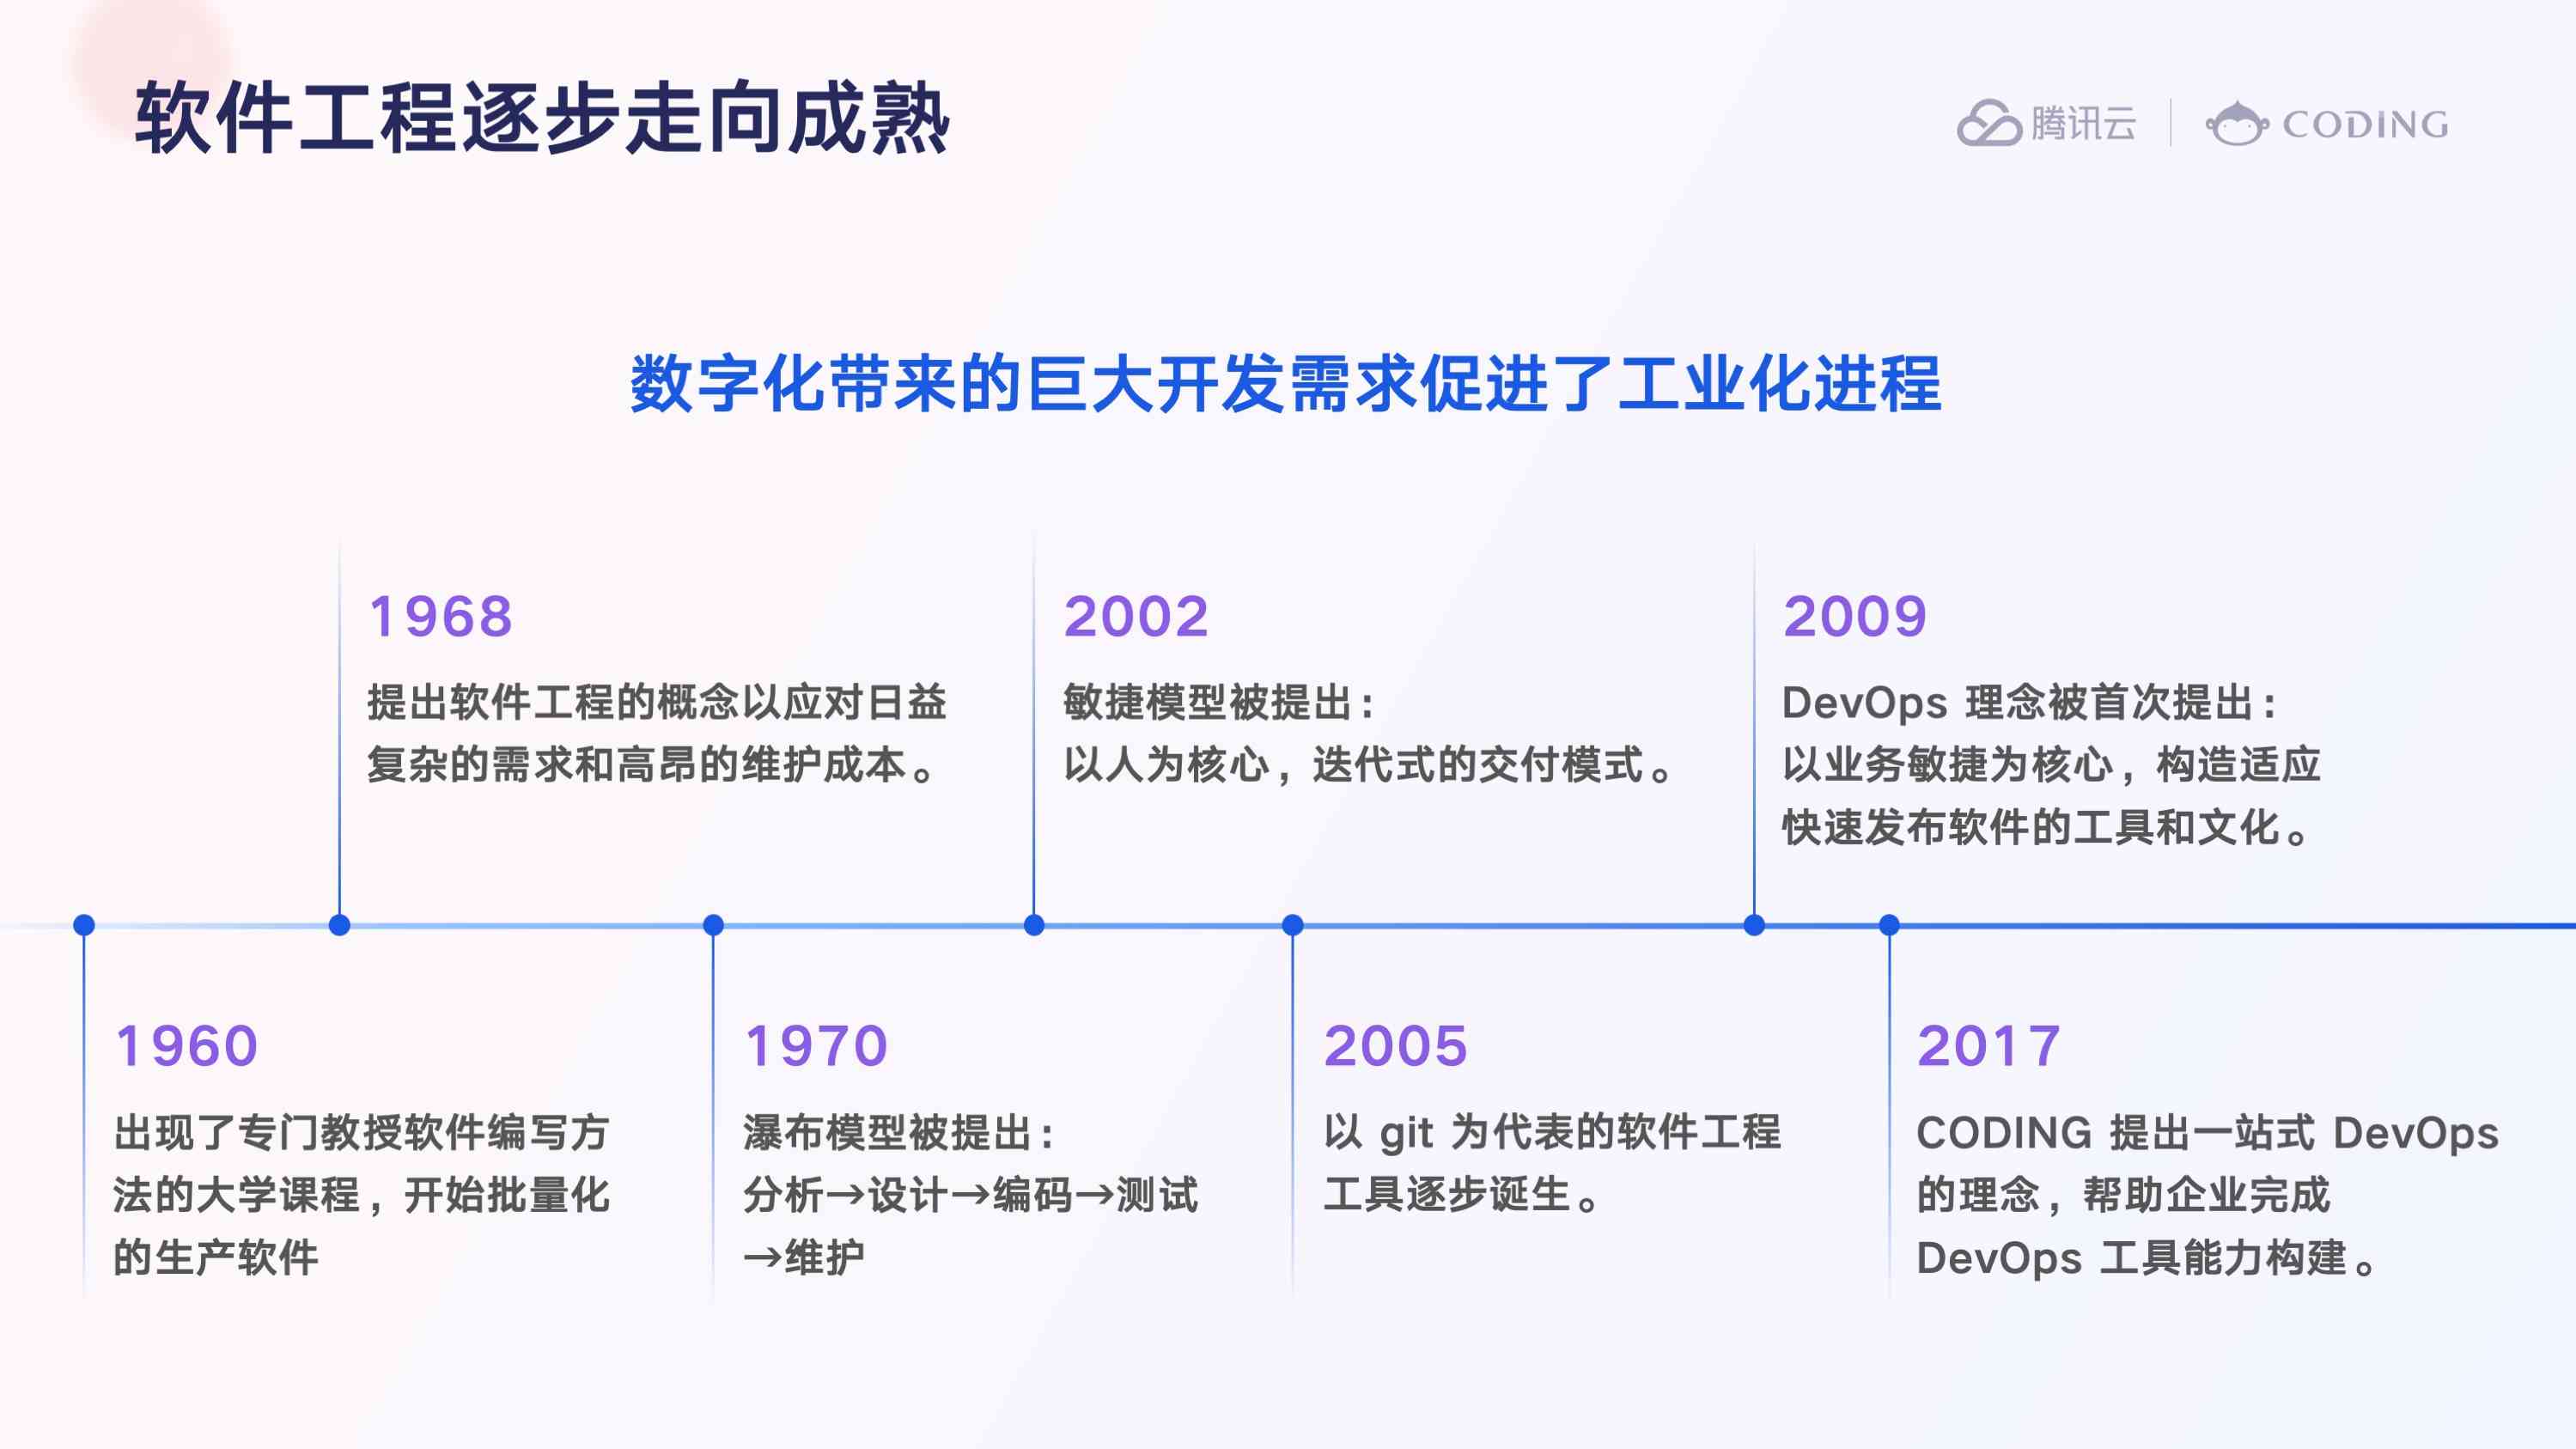 软件工程逐步走向成熟
腾讯云
CODING
数字化带来的巨大开发需求促进了工业化进程
1968
提出软件工程的概念以应对日益
复杂的需求和高昂的维护成本。
2002
敏捷模型被提出：
以人为核心，迭代式的交付模式。
2009
DevOps 理念被首次提出：
以业务敏捷为核心，构造适应
快速发布软件的工具和文化。
1960
出现了专门教授软件编写方
法的大学课程，开始批量化
的生产软件
1970
瀑布模型被提出：
分析→设计→编码→测试
→维护
2005
以 git 为代表的软件工程
工具逐步诞生。
2017
CODING 提出一站式 DevOps
的理念，帮助企业完成
DevOps 工具能力构建。